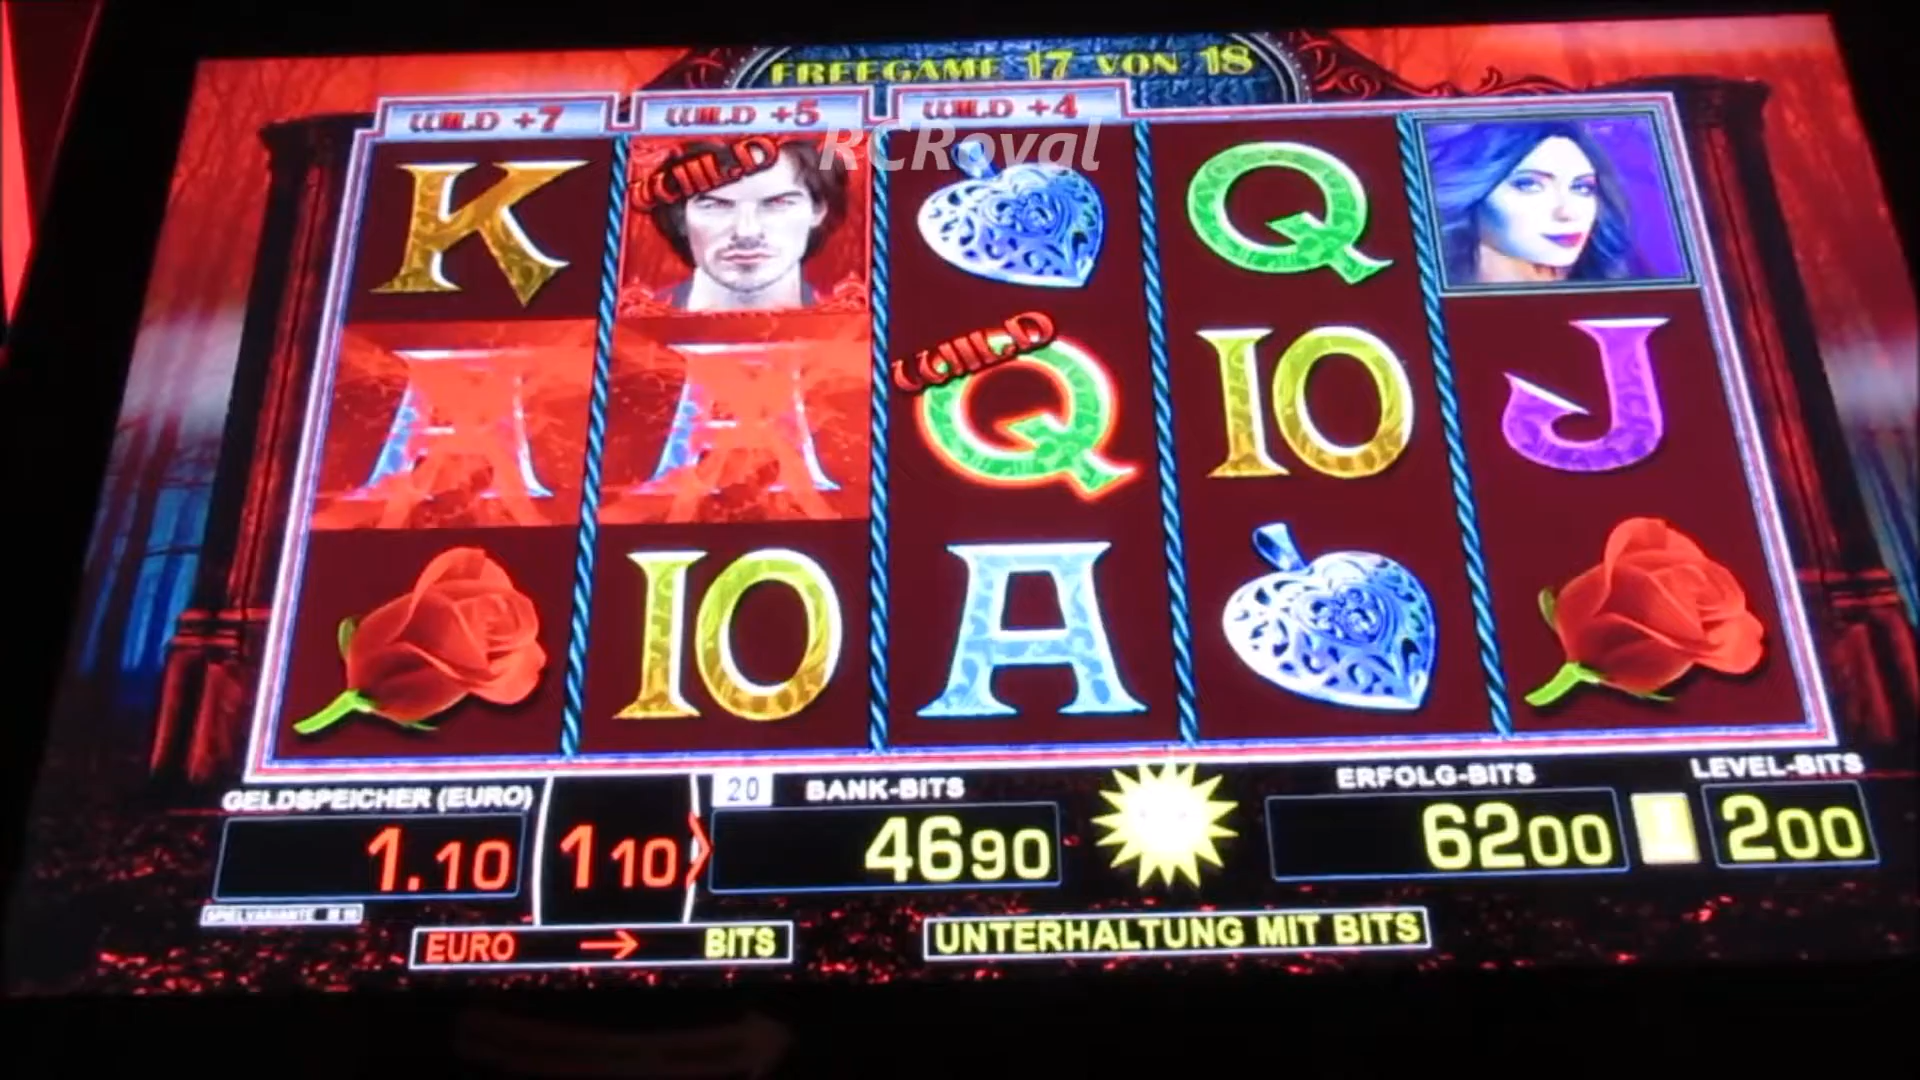 FREEGAME 17 VON 18
WILD +7 WILD +5 WILD +4
RCRoyal
K WILD Q
A A WILD Q 10 J
10 A
GELDSPEICHER (EURO) 20 BANK-BITS ERFOLG-BITS LEVEL-BITS
1.10 110 4690 6200 200
SPIELVARIANTE
EURO → BITS UNTERHALTUNG MIT BITS